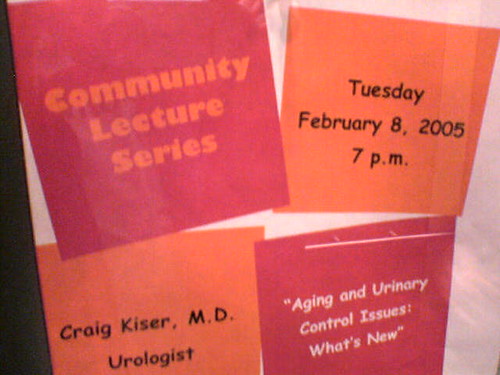 Community
Lecture
Series
Tuesday
February 8, 2005
7 p.m.
Craig Kiser, M.D.
Urologist
"Aging and Urinary
Control Issues:
What's New"